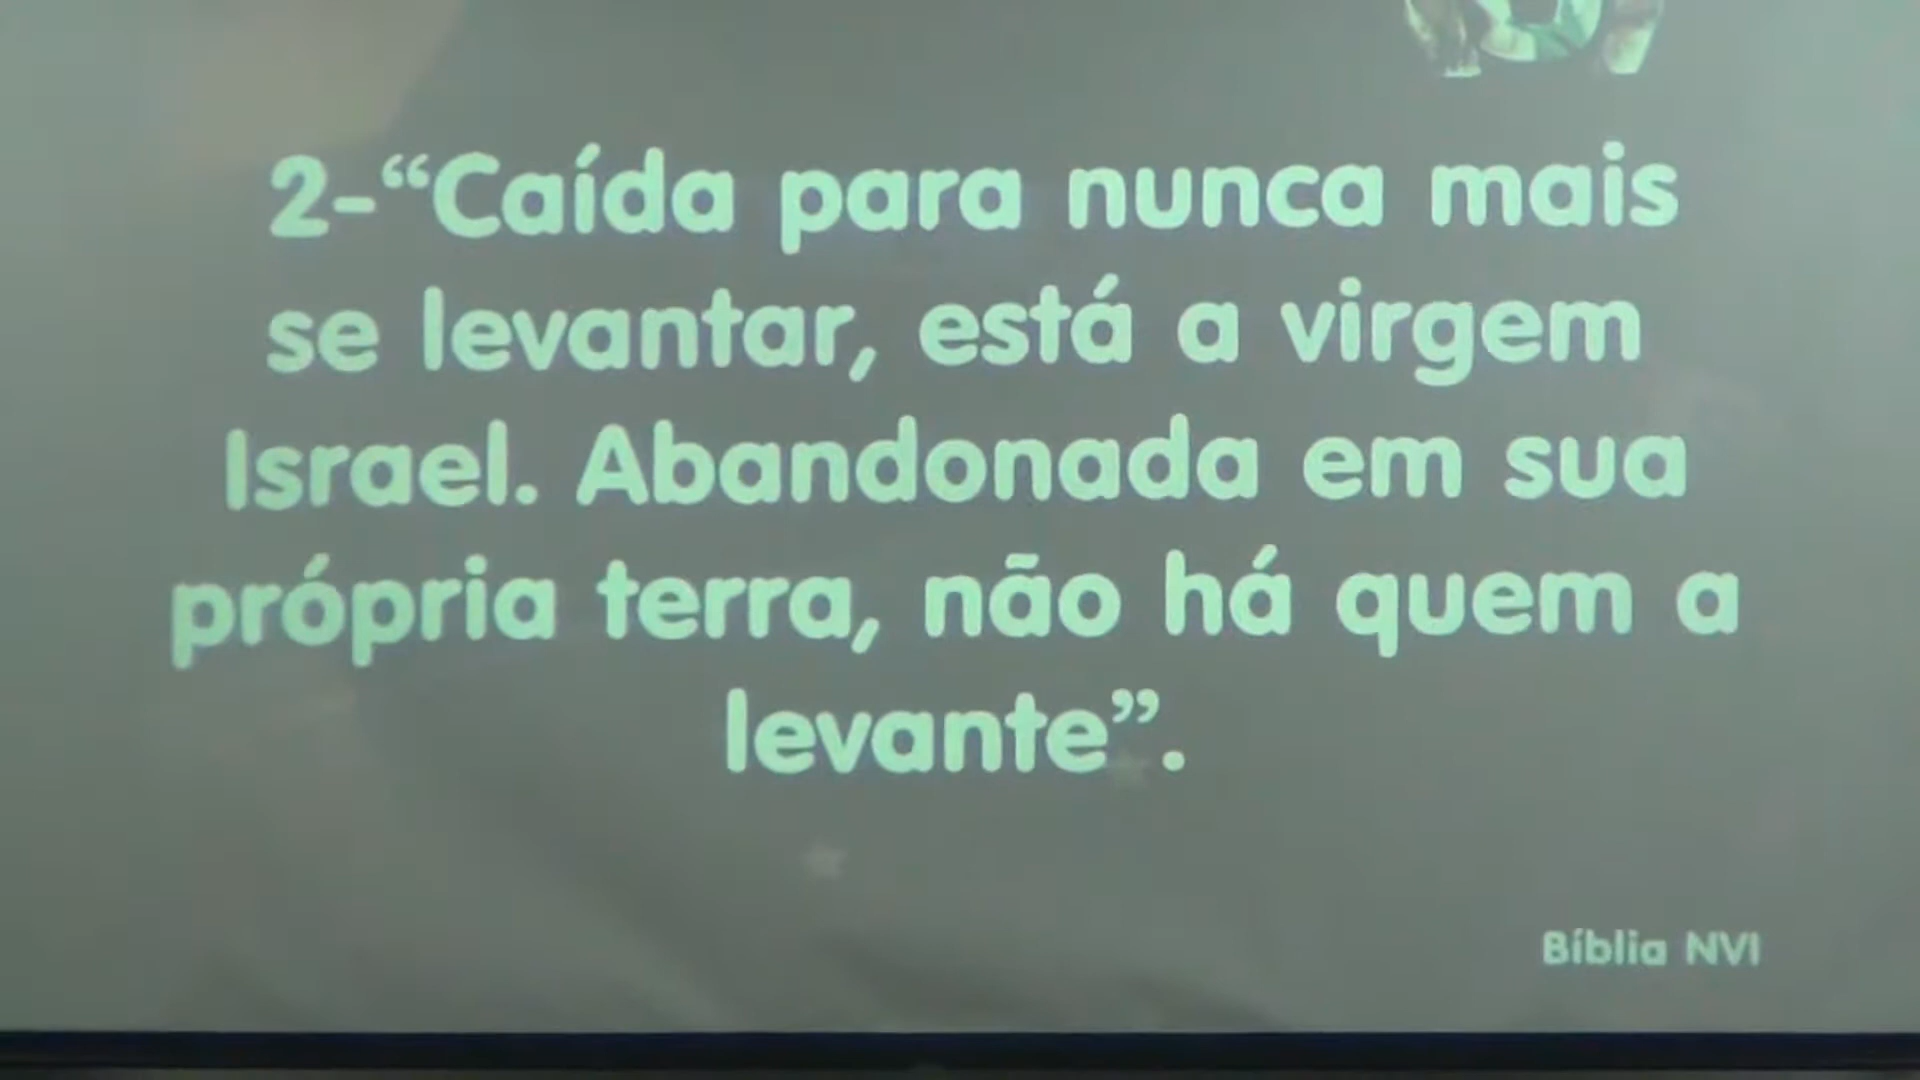 2-“Caída para nunca mais
se levantar, está a virgem
Israel. Abandonada em sua
própria terra, não há quem a
levante”.
Bíblia NVI